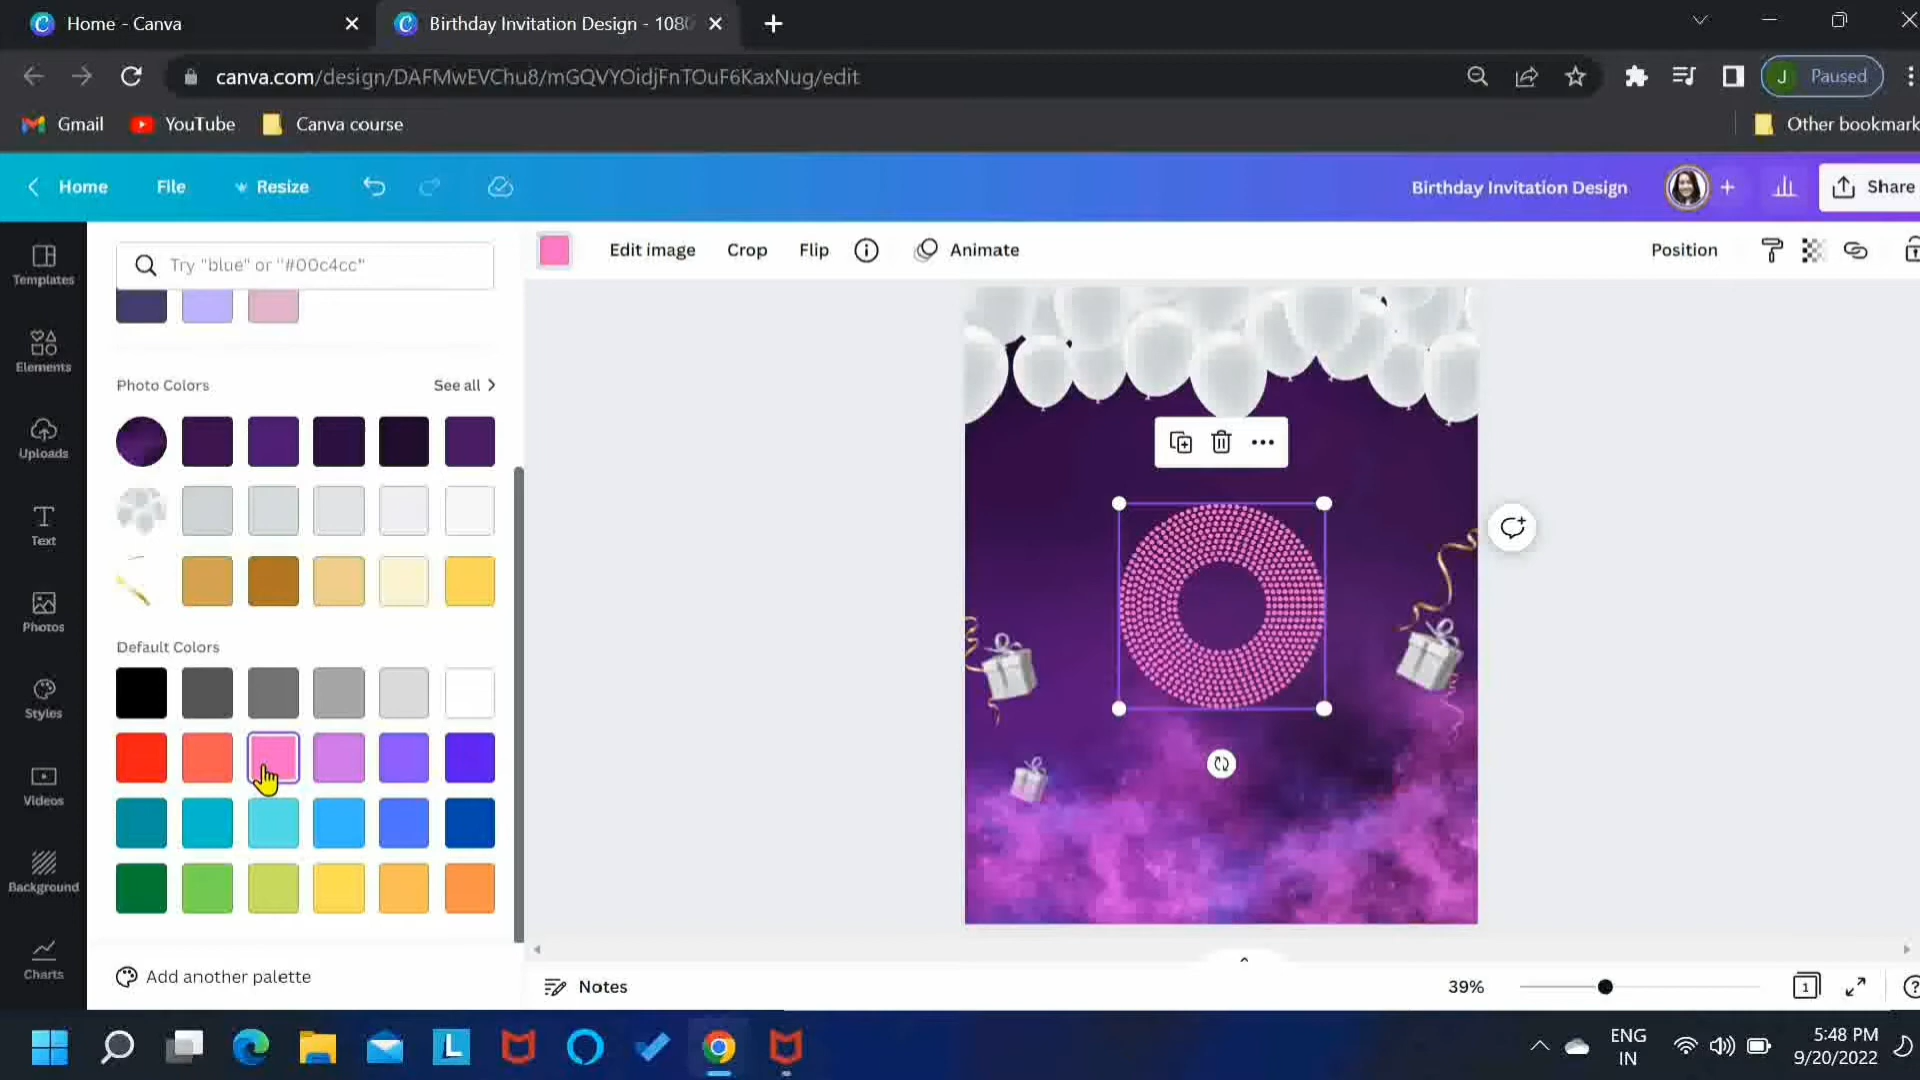 Home - Canva
Birthday Invitation Design - 1080
canva.com/design/DAFMwEVChu8/mGQVYOidjFnTOuF6KaxNug/edit
J Paused
Gmail
YouTube
Canva course
Other bookmark
Home
File
Resize
Birthday Invitation Design
Share
Templates
Elements
Uploads
Text
Photos
Styles
Videos
Background
Charts
Try "blue" or "#00c4cc"
Photo Colors
See all
Default Colors
Add another palette
Edit image
Crop
Flip
Animate
Position
Notes
39%
1
ENG
IN
5:48 PM
9/20/2022